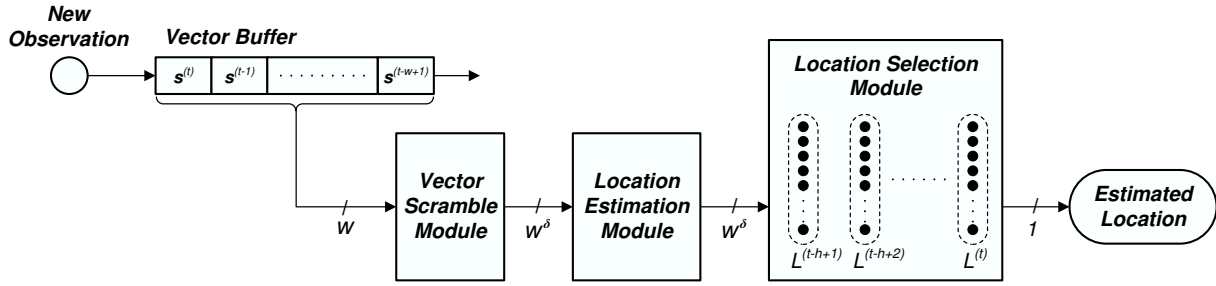 New
Observation
Vector Buffer
s^(t) s^(t-1) · · · · · · · · · s^(t-w+1)
w
Vector
Scramble
Module
w^δ
Location
Estimation
Module
w^δ
Location Selection
Module
· · · · · ·
L^(t-h+1) L^(t-h+2) L^(t)
1
Estimated
Location